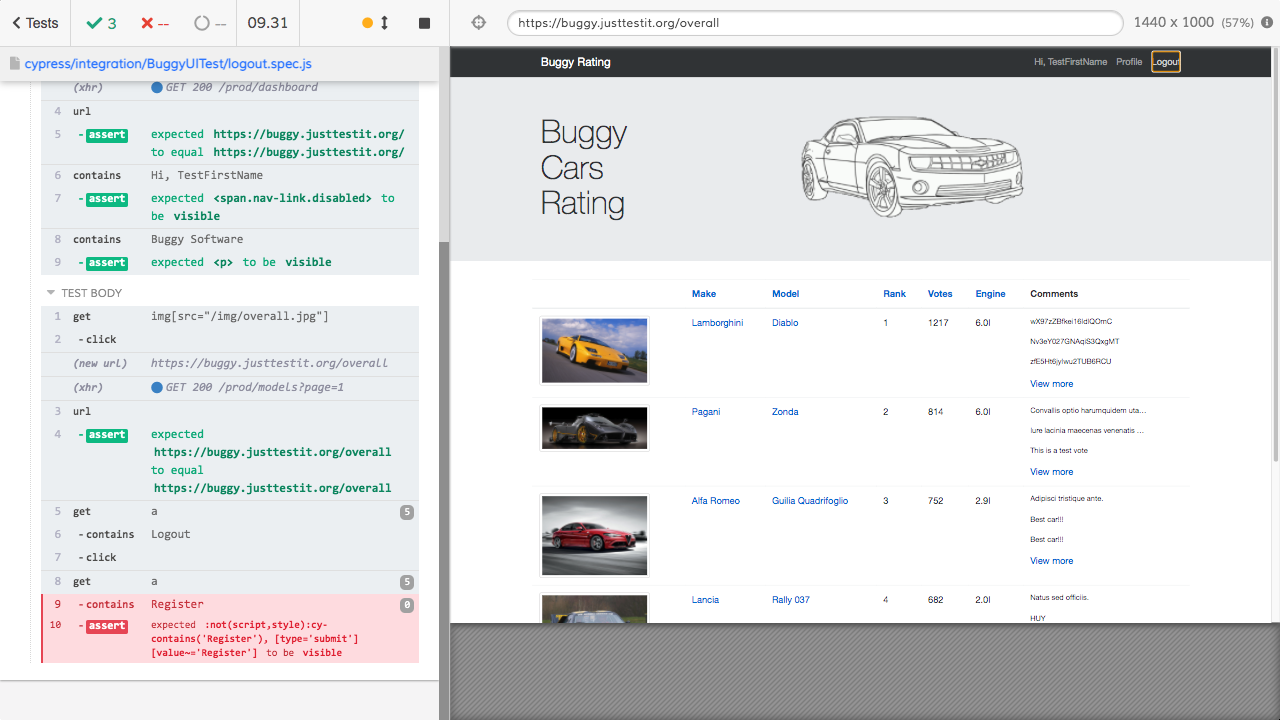 Tests
3
--
--
09.31
https://buggy.justtestit.org/overall
1440 x 1000 (57%)
cypress/integration/BuggyUITest/logout.spec.js
(xhr) GET 200 /prod/dashboard
4 url
5 - assert expected https://buggy.justtestit.org/
to equal https://buggy.justtestit.org/
6 contains Hi, TestFirstName
7 - assert expected <span.nav-link.disabled> to
be visible
8 contains Buggy Software
9 - assert expected <p> to be visible
TEST BODY
1 get img[src="/img/overall.jpg"]
2 - click
(new url) https://buggy.justtestit.org/overall
(xhr) GET 200 /prod/models?page=1
3 url
4 - assert expected
https://buggy.justtestit.org/overall
to equal
https://buggy.justtestit.org/overall
5 get a 5
6 - contains Logout
7 - click
8 get a 5
9 - contains Register 0
10 - assert expected :not(script,style):cy-
contains('Register'), [type='submit']
[value~='Register'] to be visible
Buggy Rating Hi, TestFirstName Profile Logout
Buggy
Cars
Rating
Make Model Rank Votes Engine Comments
Lamborghini Diablo 1 1217 6.0l
Nv3eY027GNAqiS3QxgMT
zfE5Ht6jyIwu2TUB6RCU
View more
Pagani Zonda 2 814 6.0l Convallis optio harumquidem uta...
Iure lacinia maecenas venenatis ...
This is a test vote
View more
Alfa Romeo Guilia Quadrifoglio 3 752 2.9l Adipisci tristique ante.
Best car!!!
Best car!!!
View more
Lancia Rally 037 4 682 2.0l Natus sed officiis.
HUY